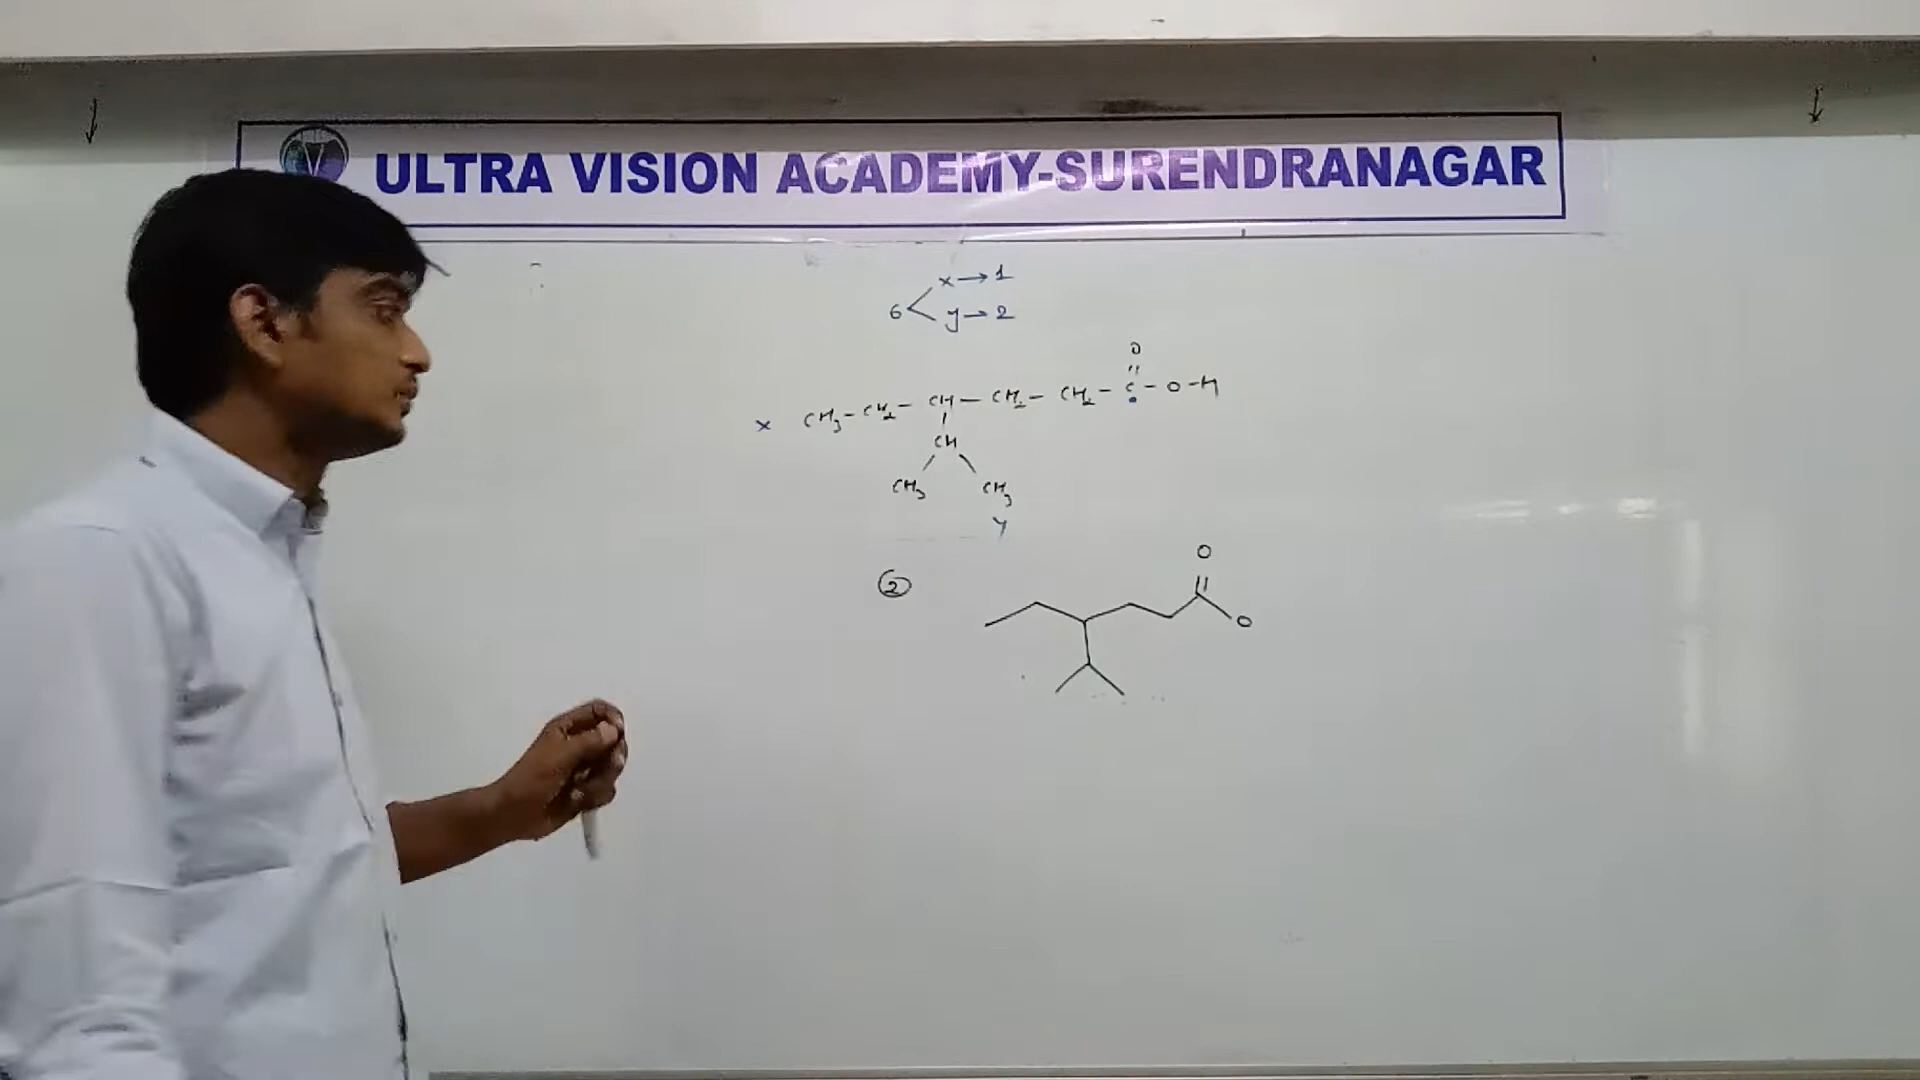 V ULTRA VISION ACADEMY-SURENDRANAGAR
x → 1
6 <
y → 2
O
x CH3 - CH2 - CH - CH2 - CH2 - C - O - H
CH
CH3 CH3
y
2
O
O